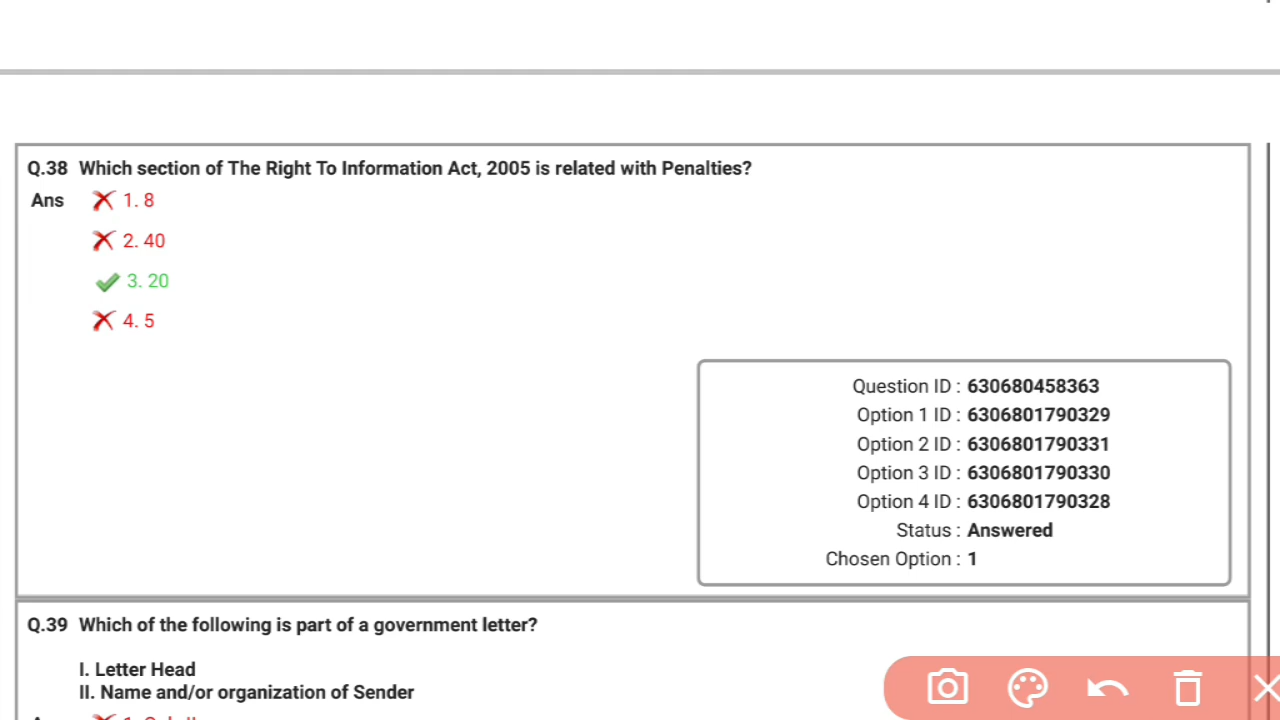 Q.38 Which section of The Right To Information Act, 2005 is related with Penalties?
Ans 1. 8
2. 40
3. 20
4. 5
Question ID : 630680458363
Option 1 ID : 6306801790329
Option 2 ID : 6306801790331
Option 3 ID : 6306801790330
Option 4 ID : 6306801790328
Status : Answered
Chosen Option : 1
Q.39 Which of the following is part of a government letter?
I. Letter Head
II. Name and/or organization of Sender